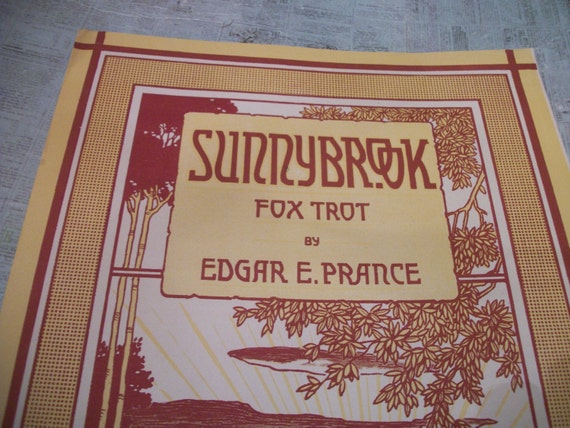 SUNNYBROOK
FOX TROT
BY
EDGAR E. PRANCE